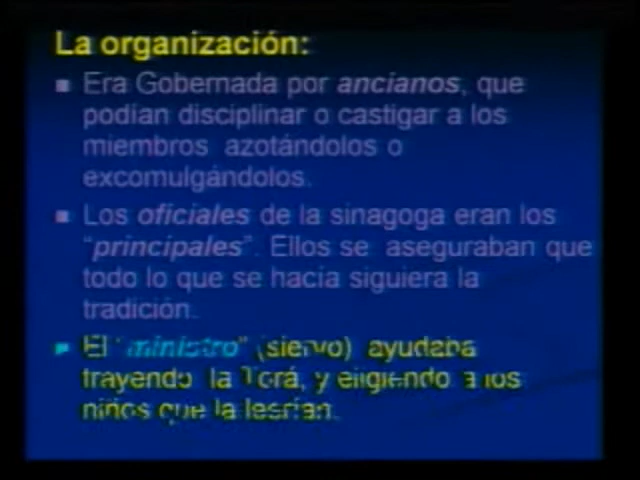 La organización:
Era Gobernada por ancianos, que
podían disciplinar o castigar a los
miembros azotándolos o
excomulgándolos.
Los oficiales de la sinagoga eran los
“principales”. Ellos se aseguraban que
todo lo que se hacía siguiera la
tradición.
El “ministro” (siervo) ayudaba
trayendo la Torá, y eligiendo a los
niños que la leerían.